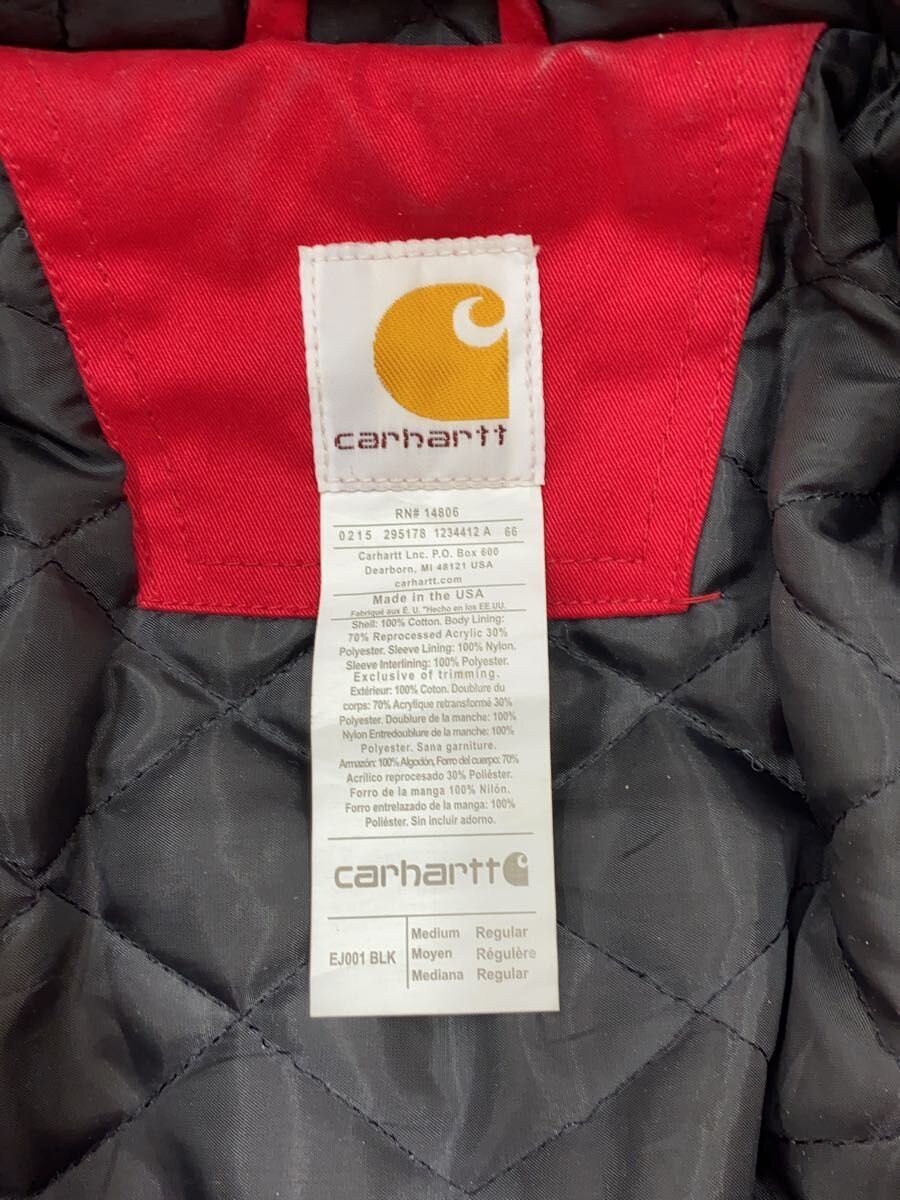 carhartt
RN# 14806
0215 295178 1234412 A 66
Carhartt Lnc. P.O. Box 600
Dearborn, MI 48121 USA
carhartt.com
Made in the USA
Fabriqué aux É. U. "Hecho en los EE.UU.
Shell: 100% Cotton. Body Lining:
70% Reprocessed Acrylic 30%
Polyester. Sleeve Lining: 100% Nylon.
Sleeve Interlining: 100% Polyester.
Exclusive of trimming.
Extérieur: 100% Coton. Doublure du
corps: 70% Acrylique retransformé 30%
Polyester. Doublure de la manche: 100%
Nylon Entredoublure de la manche: 100%
Polyester. Sana garniture.
Armazón: 100% Algodón, Forro del cuerpo: 70%
Acrílico reprocesado 30% Poliéster.
Forro de la manga 100% Nilón.
Forro entrelazado de la manga: 100%
Poliéster. Sin incluir adorno.
carhartt
EJ001 BLK
Medium Regular
Moyen Régulère
Mediana Regular